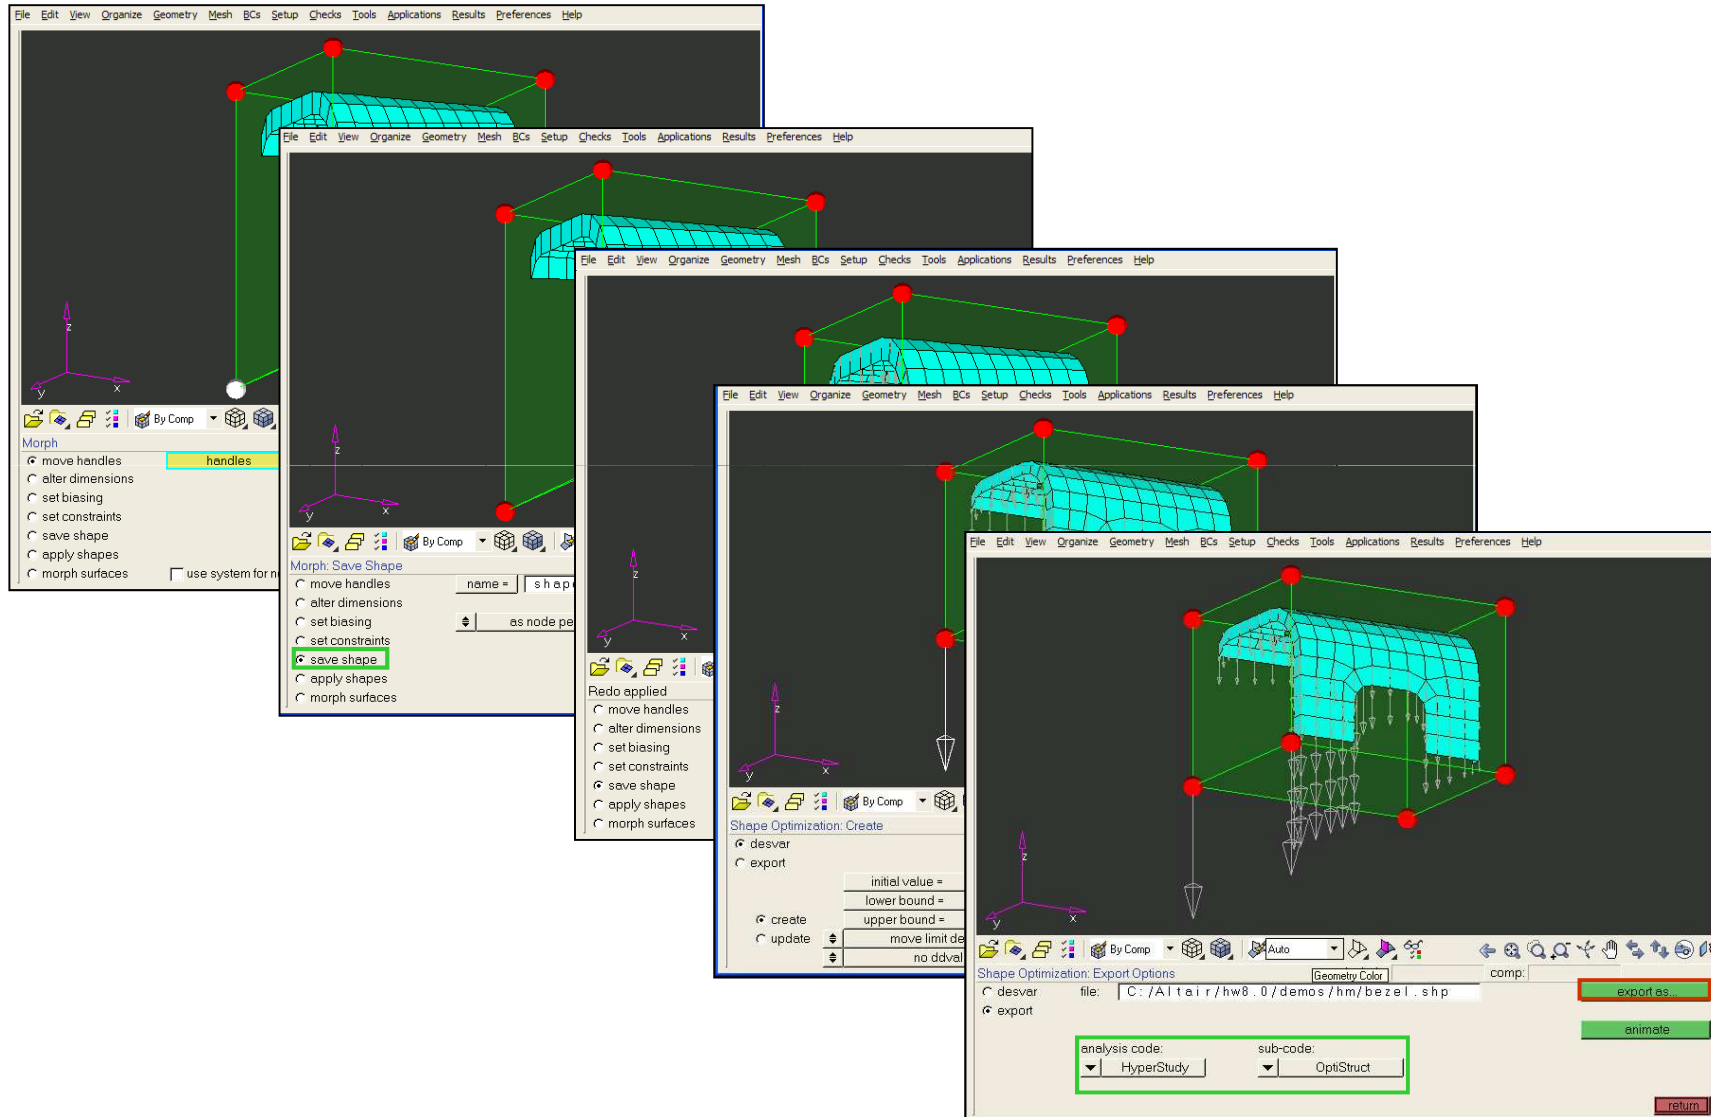 File Edit View Organize Geometry Mesh BCs Setup Checks Tools Applications Results Preferences Help
z
y
x
By Comp
Morph
move handles handles
alter dimensions
set biasing
set constraints
save shape
apply shapes
morph surfaces use system for
File Edit View Organize Geometry Mesh BCs Setup Checks Tools Applications Results Preferences Help
z
y
x
By Comp
Morph: Save Shape
move handles name =
alter dimensions
set biasing as node
set constraints
save shape
apply shapes
morph surfaces
File Edit View Organize Geometry Mesh BCs Setup Checks Tools Applications Results Preferences Help
z
y
x
Redo applied
move handles
alter dimensions
set biasing
set constraints
save shape
apply shapes
morph surfaces
File Edit View Organize Geometry Mesh BCs Setup Checks Tools Applications Results Preferences Help
z
y
x
By Comp
Shape Optimization: Create
desvar
export
initial value =
lower bound =
create upper bound =
update move limit
no ddval
File Edit View Organize Geometry Mesh BCs Setup Checks Tools Applications Results Preferences Help
z
y
x
By Comp Auto
Shape Optimization: Export Options Geometry Color comp:
desvar file: C:/Altair/hw8.0/demos/hm/bezel.shp export as...
export
animate
analysis code: sub-code:
HyperStudy OptiStruct
return